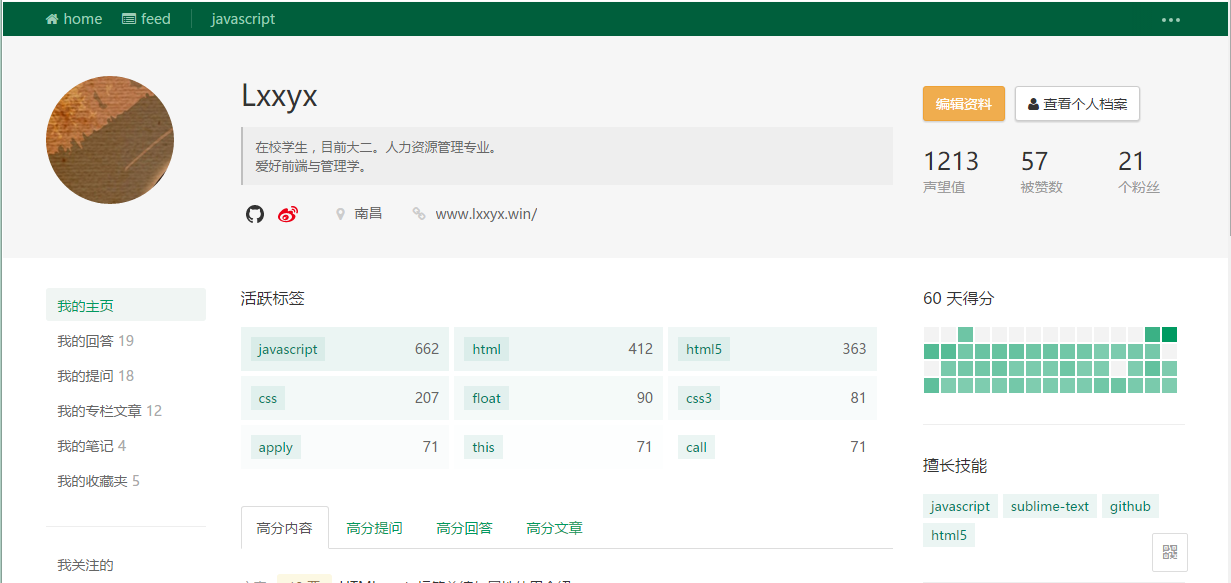 home feed javascript
Lxxyx
在校学生，目前大二。人力资源管理专业。
爱好前端与管理学。
南昌 www.lxxyx.win/
编辑资料 查看个人档案
1213 57 21
声望值 被赞数 个粉丝
我的主页
我的回答 19
我的提问 18
我的专栏文章 12
我的笔记 4
我的收藏夹 5
我关注的
活跃标签
javascript 662 html 412 html5 363
css 207 float 90 css3 81
apply 71 this 71 call 71
高分内容 高分提问 高分回答 高分文章
60 天得分
擅长技能
javascript sublime-text github
html5